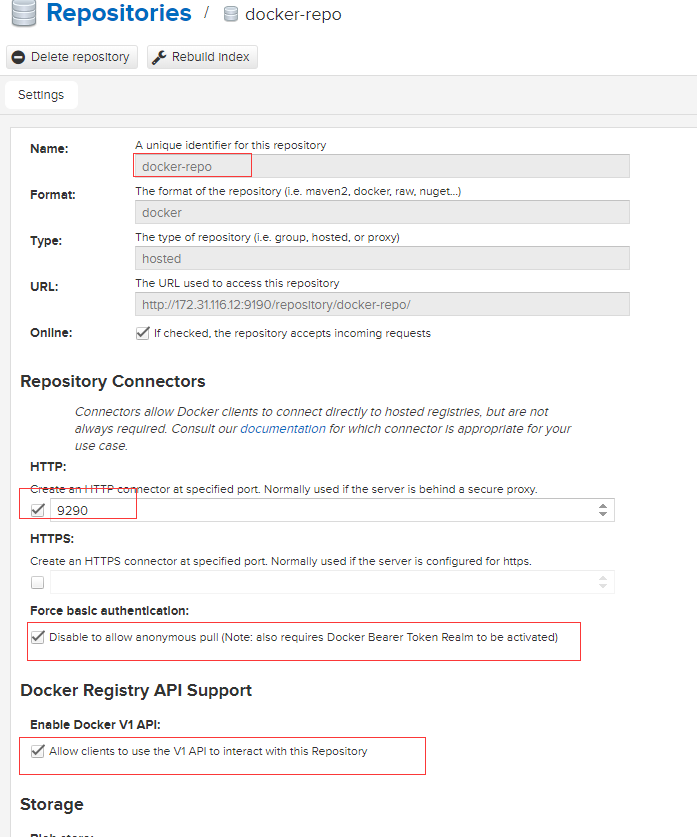 Repositories / docker-repo
Delete repository Rebuild index
Settings
Name: A unique identifier for this repository
docker-repo
Format: The format of the repository (i.e. maven2, docker, raw, nuget...)
docker
Type: The type of repository (i.e. group, hosted, or proxy)
hosted
URL: The URL used to access this repository
http://172.31.116.12:9190/repository/docker-repo/
Online: If checked, the repository accepts incoming requests
Repository Connectors
Connectors allow Docker clients to connect directly to hosted registries, but are not
always required. Consult our documentation for which connector is appropriate for your
use case.
HTTP:
Create an HTTP connector at specified port. Normally used if the server is behind a secure proxy.
9290
HTTPS:
Create an HTTPS connector at specified port. Normally used if the server is configured for https.
Force basic authentication:
Disable to allow anonymous pull (Note: also requires Docker Bearer Token Realm to be activated)
Docker Registry API Support
Enable Docker V1 API:
Allow clients to use the V1 API to interact with this Repository
Storage
Blob store: